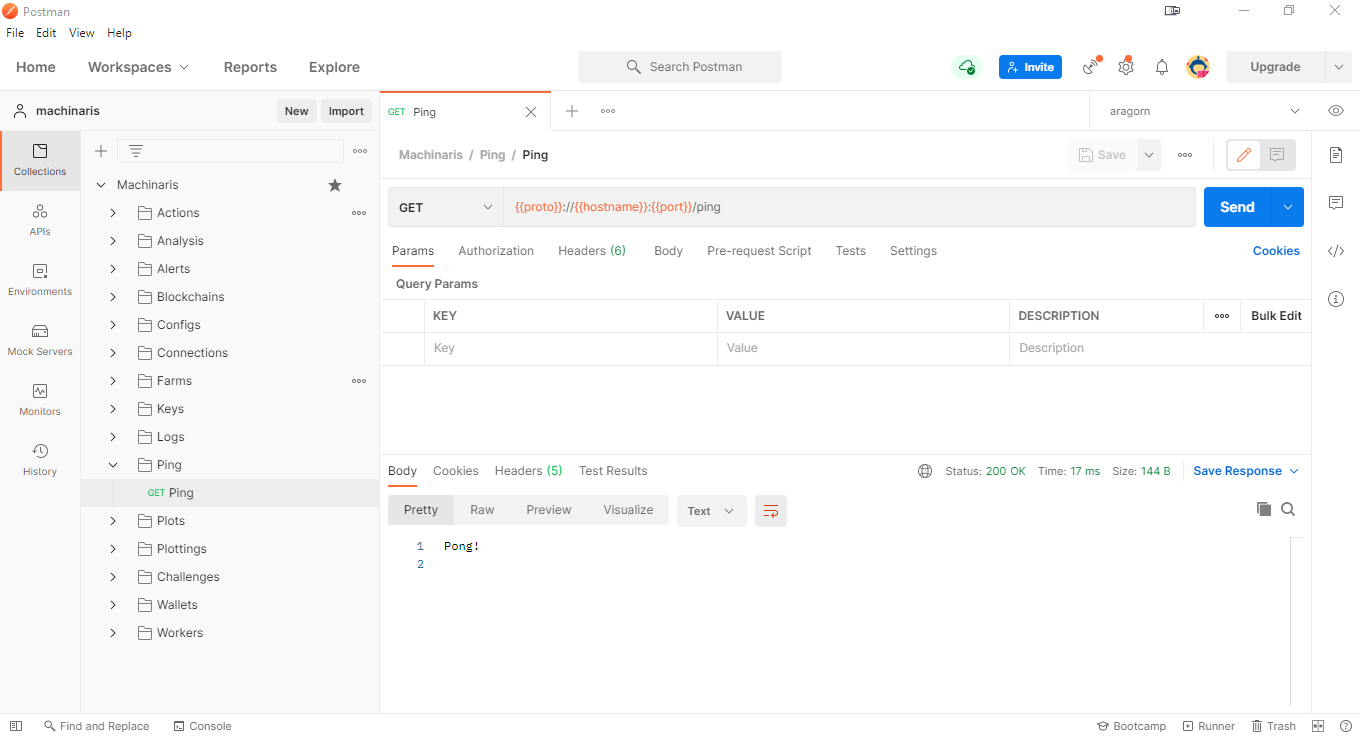 Postman
File Edit View Help
Home Workspaces Reports Explore Search Postman Invite Upgrade
machinaris New Import
GET Ping
aragorn
Collections
APIs
Environments
Mock Servers
Monitors
History
Machinaris
Actions
Analysis
Alerts
Blockchains
Configs
Connections
Farms
Keys
Logs
Ping
GET Ping
Plots
Plottings
Challenges
Wallets
Workers
Machinaris / Ping / Ping
Save
GET {{proto}}://{{hostname}}:{{port}}/ping Send
Params Authorization Headers (6) Body Pre-request Script Tests Settings Cookies
Query Params
KEY VALUE DESCRIPTION Bulk Edit
Key Value Description
Body Cookies Headers (5) Test Results Status: 200 OK Time: 17 ms Size: 144 B Save Response
Pretty Raw Preview Visualize Text
1 Pong!
2
Find and Replace Console Bootcamp Runner Trash